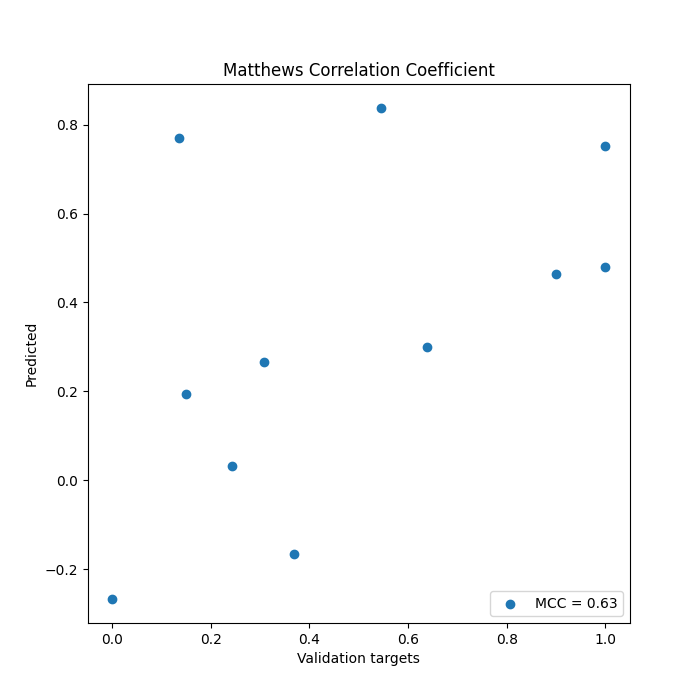 Matthews Correlation Coefficient
0.8
0.6
0.4
0.2
0.0
−0.2
Predicted
MCC = 0.63
0.0 0.2 0.4 0.6 0.8 1.0
Validation targets